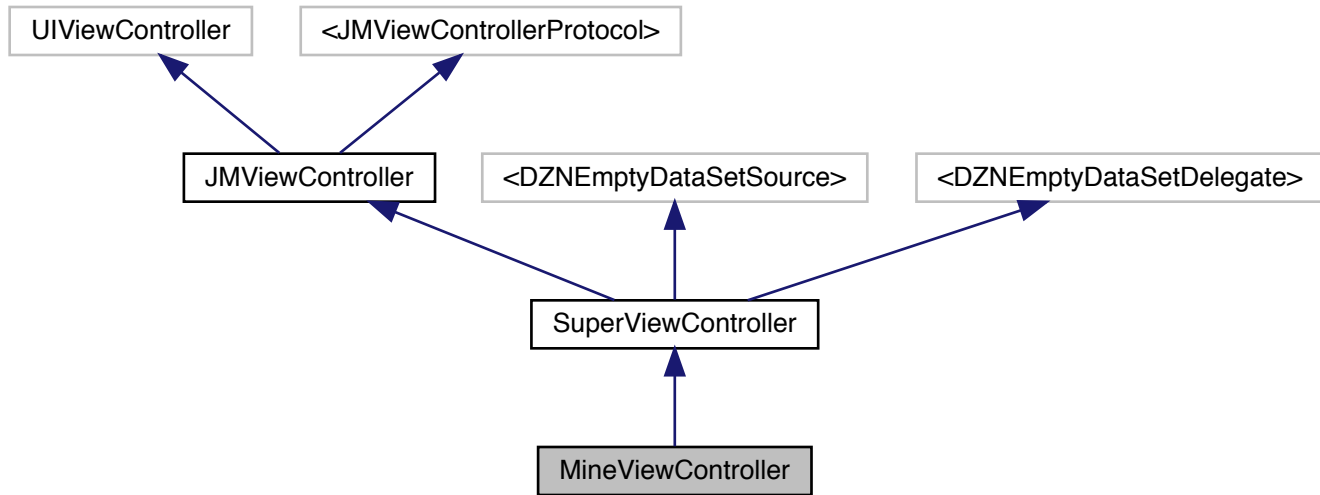 UIViewController
<JMViewControllerProtocol>
JMViewController
<DZNEmptyDataSetSource>
<DZNEmptyDataSetDelegate>
SuperViewController
MineViewController